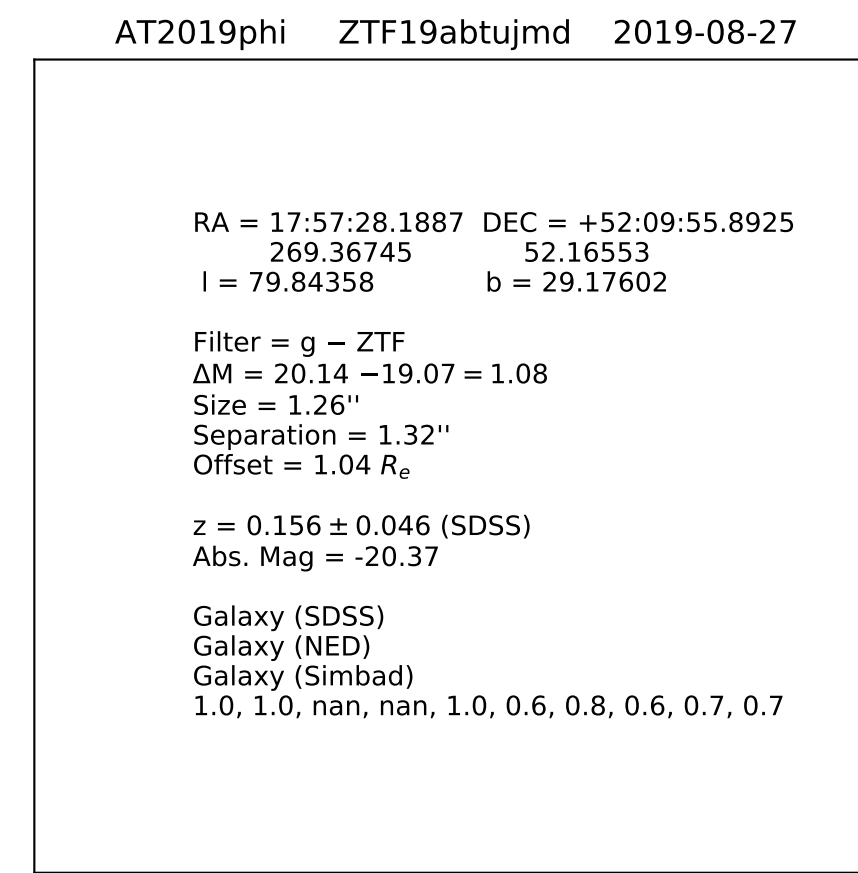 AT2019phi ZTF19abtujmd 2019-08-27
RA = 17:57:28.1887 DEC = +52:09:55.8925
269.36745 52.16553
l = 79.84358 b = 29.17602
Filter = g − ZTF
ΔM = 20.14 −19.07 = 1.08
Size = 1.26''
Separation = 1.32''
Offset = 1.04 Rₑ
z = 0.156 ± 0.046 (SDSS)
Abs. Mag = -20.37
Galaxy (SDSS)
Galaxy (NED)
Galaxy (Simbad)
1.0, 1.0, nan, nan, 1.0, 0.6, 0.8, 0.6, 0.7, 0.7